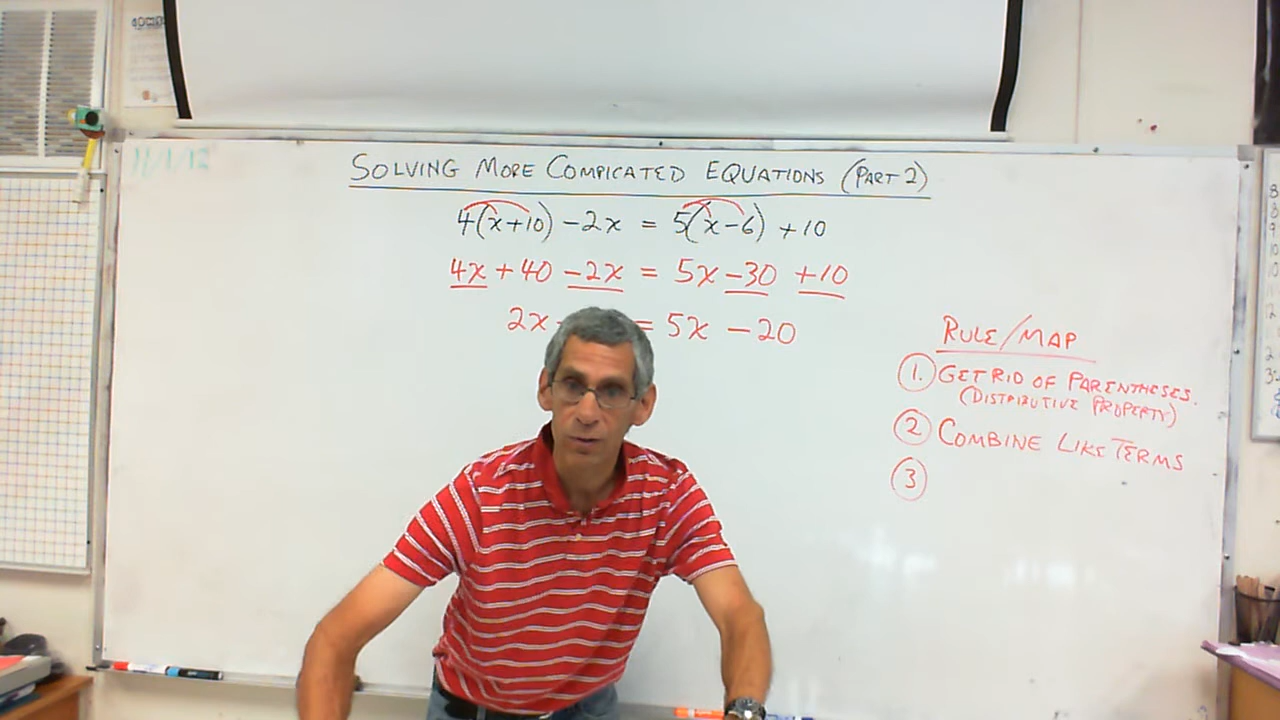 11/1/12
SOLVING MORE COMPICATED EQUATIONS (PART 2)
4(x+10) -2x = 5(x-6) +10
4x +40 -2x = 5x -30 +10
2x = 5x -20
RULE/MAP
1. GET RID OF PARENTHESES.
(DISTRIBUTIVE PROPERTY)
2 COMBINE LIKE TERMS
3